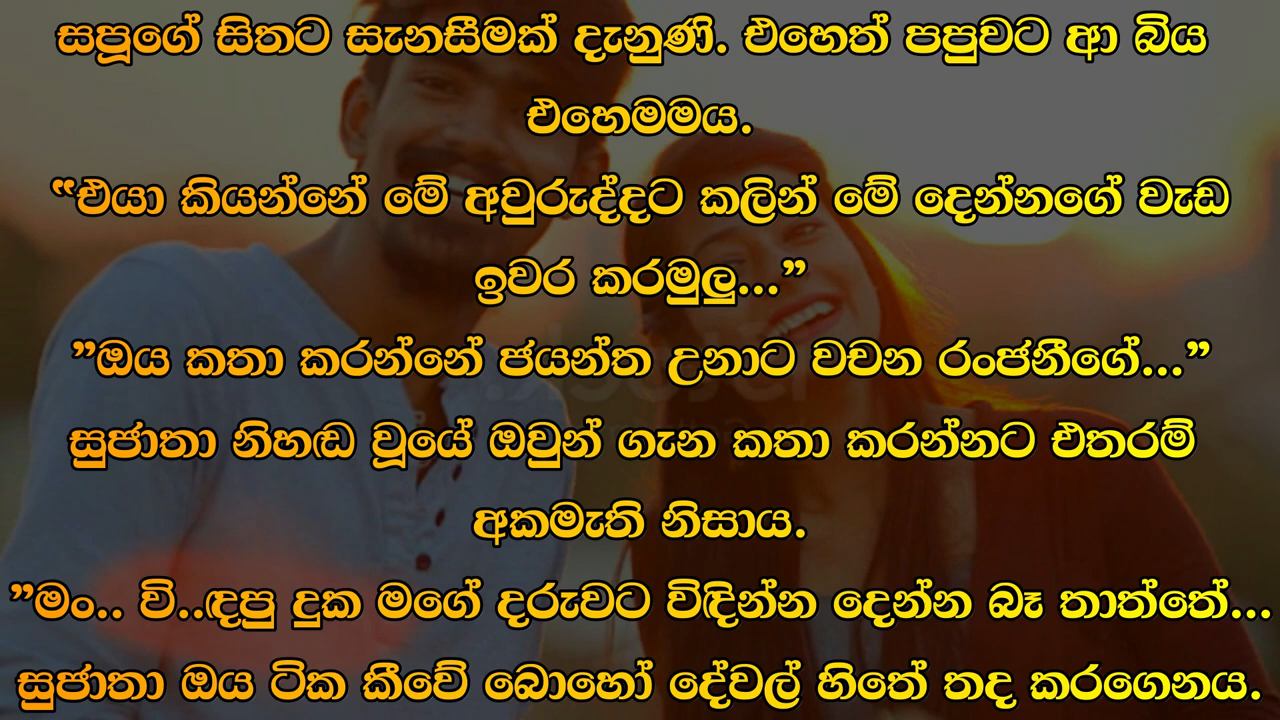 සපූගේ සිතට සැනසීමක් දැනුණි. එහෙත් පපුවට ආ බිය
එහෙමමය.
“එයා කියන්නේ මේ අවුරුද්දට කලින් මේ දෙන්නගේ වැඩ
ඉවර කරමුලු...”
”ඔය කතා කරන්නේ ජයන්ත උනාට වචන රංජනීගේ...”
සුජාතා නිහඬ වූයේ ඔවුන් ගැන කතා කරන්නට එතරම්
අකමැති නිසාය.
”මං.. වි..ඳපු දුක මගේ දරුවට විඳින්න දෙන්න බෑ තාත්තේ...
සුජාතා ඔය ටික කීවේ බොහෝ දේවල් හිතේ තද කරගෙනය.